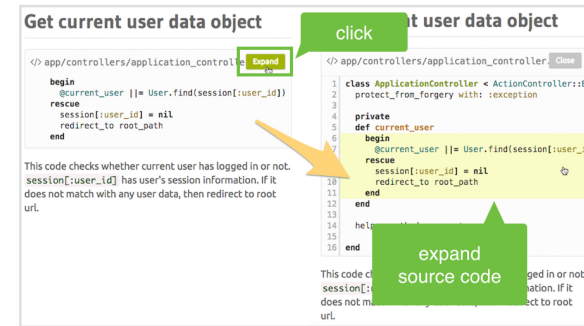 Get current user data object
</> app/controllers/application_controlle
Expand
begin
@current_user ||= User.find(session[:user_id])
rescue
session[:user_id] = nil
redirect_to root_path
end
This code checks whether current user has logged in or not.
session[:user_id] has user's session information. If it
does not match with any user data, then redirect to root
url.
click
user data object
</> app/controllers/application_controller.
Close
1 class ApplicationController < ActionController::
2 protect_from_forgery with: :exception
3
4 private
5 def current_user
6 begin
@current_user ||= User.find(session[:user_
rescue
session[:user_id] = nil
10 redirect_to root_path
11 end
12 end
13
14
15
16 end
expand
source code
This code
ged in or not
session[:
If it
does not
to root
url.